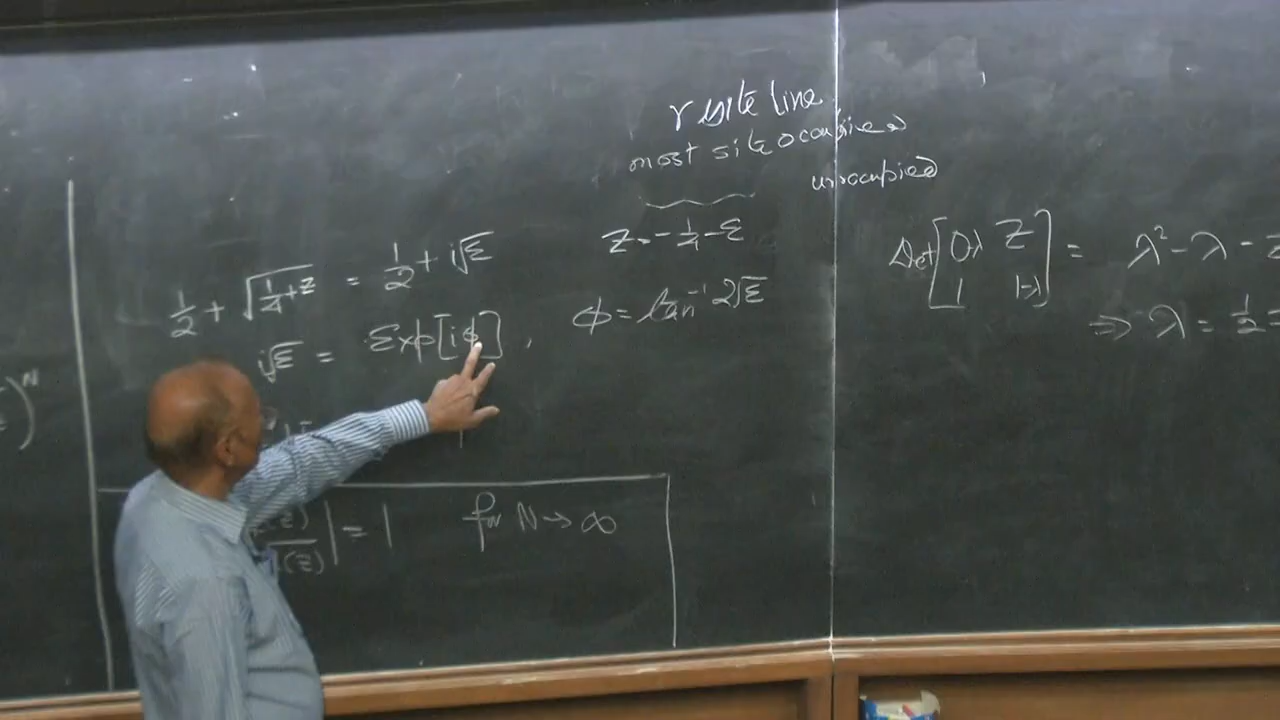 r site line
most site occupied
unoccupied
z = -1/4 - ε
1/2 + √(1/4 + z) = 1/2 + i√ε
i√ε = Exp[iφ] ,
φ = tan⁻¹ 2√ε
)^N
(z) / (z) | = 1 for N → ∞
Det [0-λ z
1 1-λ] = λ² - λ - z
⇒ λ = 1/2